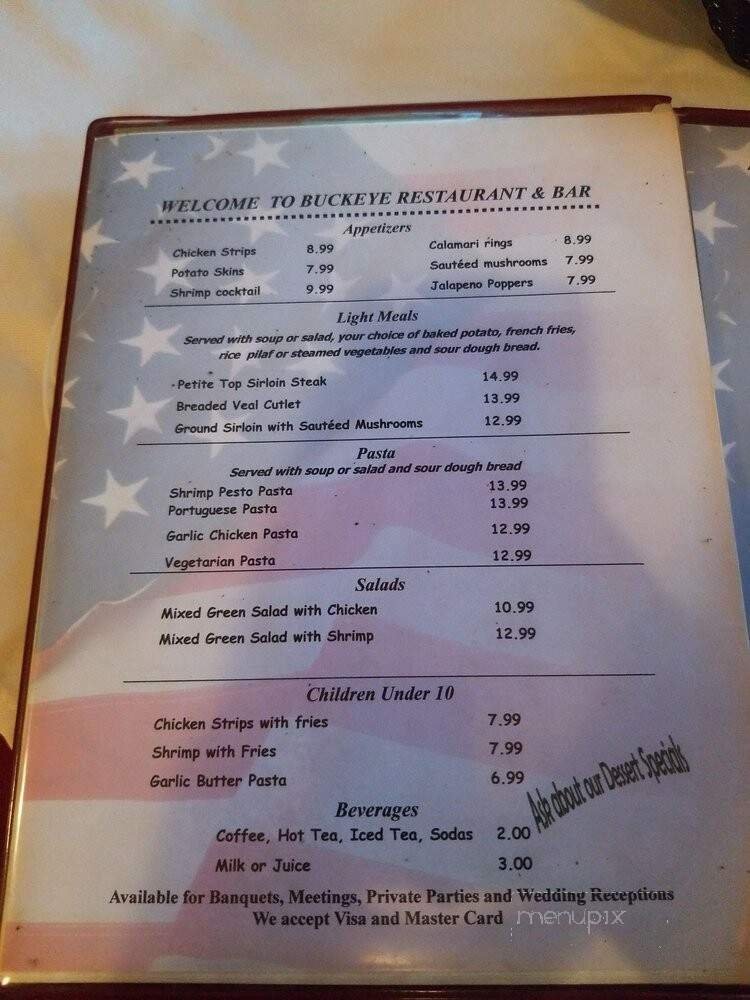 WELCOME TO BUCKEYE RESTAURANT & BAR
Appetizers
Chicken Strips 8.99 Calamari rings 8.99
Potato Skins 7.99 Sautéed mushrooms 7.99
Shrimp cocktail 9.99 Jalapeno Poppers 7.99
Light Meals
Served with soup or salad, your choice of baked potato, french fries,
rice pilaf or steamed vegetables and sour dough bread.
Petite Top Sirloin Steak 14.99
Breaded Veal Cutlet 13.99
Ground Sirloin with Sautéed Mushrooms 12.99
Pasta
Served with soup or salad and sour dough bread
Shrimp Pesto Pasta 13.99
Portuguese Pasta 13.99
Garlic Chicken Pasta 12.99
Vegetarian Pasta 12.99
Salads
Mixed Green Salad with Chicken 10.99
Mixed Green Salad with Shrimp 12.99
Children Under 10
Chicken Strips with fries 7.99
Shrimp with Fries 7.99
Garlic Butter Pasta 6.99
Ask about our Dessert Specials
Beverages
Coffee, Hot Tea, Iced Tea, Sodas 2.00
Milk or Juice 3.00
Available for Banquets, Meetings, Private Parties and Wedding Receptions
We accept Visa and Master Card
menupix